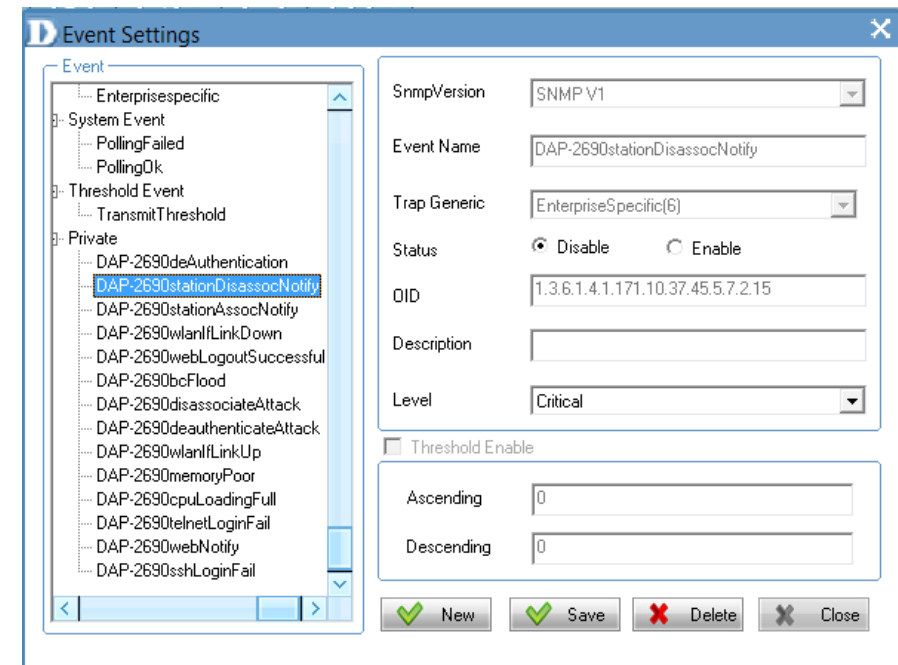 Event Settings
Event
Enterprisespecific
System Event
PollingFailed
PollingOk
Threshold Event
TransmitThreshold
Private
DAP-2690deAuthentication
DAP-2690stationDisassocNotify
DAP-2690stationAssocNotify
DAP-2690wlanIfLinkDown
DAP-2690webLogoutSuccessful
DAP-2690bcFlood
DAP-2690disassociateAttack
DAP-2690deauthenticateAttack
DAP-2690wlanIfLinkUp
DAP-2690memoryPoor
DAP-2690cpuLoadingFull
DAP-2690telnetLoginFail
DAP-2690webNotify
DAP-2690sshLoginFail
SnmpVersion SNMP V1
Event Name DAP-2690stationDisassocNotify
Trap Generic EnterpriseSpecific(6)
Status Disable Enable
OID 1.3.6.1.4.1.171.10.37.45.5.7.2.15
Description
Level Critical
Threshold Enable
Ascending 0
Descending 0
New Save Delete Close